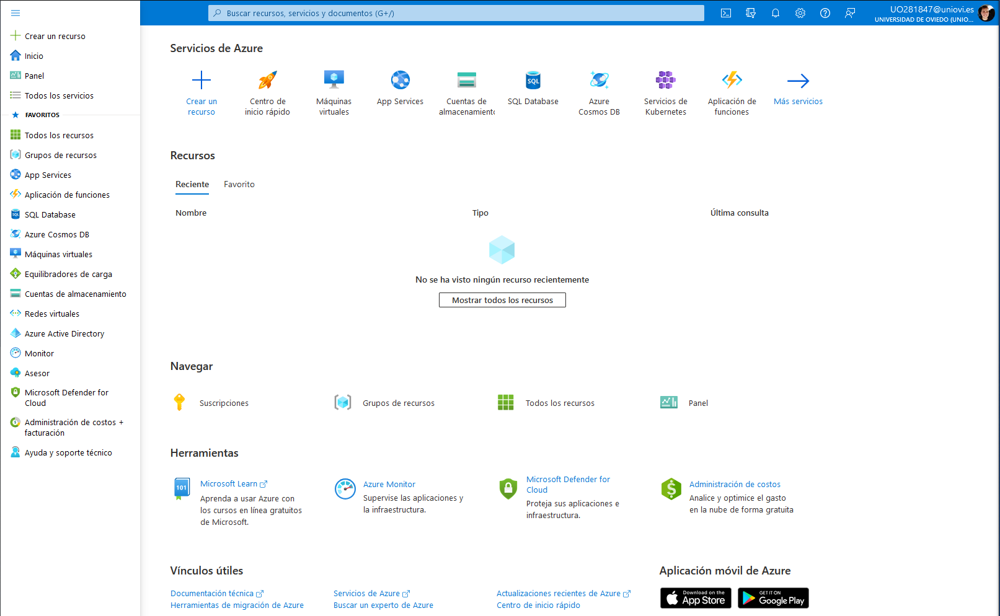 Buscar recursos, servicios y documentos (G+/)
UO281847@uniovi.es
UNIVERSIDAD DE OVIEDO (UNIO...
Crear un recurso
Inicio
Panel
Todos los servicios
FAVORITOS
Todos los recursos
Grupos de recursos
App Services
Aplicación de funciones
SQL Database
Azure Cosmos DB
Máquinas virtuales
Equilibradores de carga
Cuentas de almacenamiento
Redes virtuales
Azure Active Directory
Monitor
Asesor
Microsoft Defender for
Cloud
Administración de costos +
facturación
Ayuda y soporte técnico
Servicios de Azure
Crear un
recurso
Centro de
inicio rápido
Máquinas
virtuales
App Services
Cuentas de
almacenamiento
SQL
SQL Database
Azure
Cosmos DB
Servicios de
Kubernetes
Aplicación de
funciones
Más servicios
Recursos
Reciente
Favorito
Nombre
Tipo
Última consulta
No se ha visto ningún recurso recientemente
Mostrar todos los recursos
Navegar
Suscripciones
Grupos de recursos
Todos los recursos
Panel
Herramientas
101
Microsoft Learn
Aprenda a usar Azure con
los cursos en línea gratuitos
de Microsoft.
Azure Monitor
Supervise las aplicaciones y
la infraestructura.
Microsoft Defender for
Cloud
Proteja sus aplicaciones e
infraestructura.
Administración de costos
Analice y optimice el gasto
en la nube de forma gratuita
Vínculos útiles
Documentación técnica
Herramientas de migración de Azure
Servicios de Azure
Buscar un experto de Azure
Actualizaciones recientes de Azure
Centro de inicio rápido
Aplicación móvil de Azure
Download on the
App Store
GET IT ON
Google Play